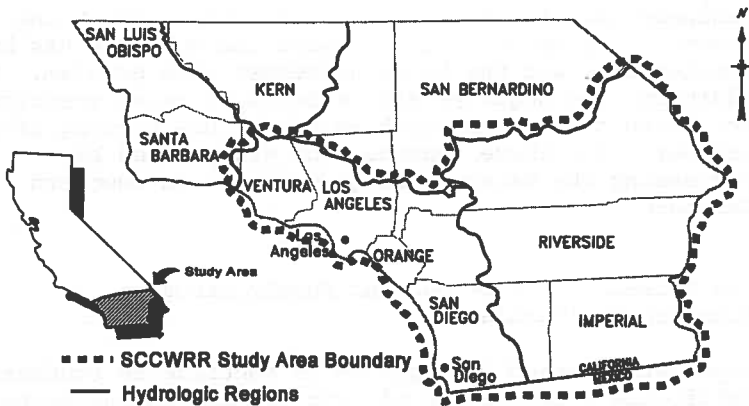 N
SAN LUIS
OBISPO
KERN
SAN BERNARDINO
SANTA
BARBARA
VENTURA
LOS
ANGELES
Los
Angeles
ORANGE
RIVERSIDE
Study Area
SAN
DIEGO
IMPERIAL
San
Diego
CALIFORNIA
MEXICO
SCCWRR Study Area Boundary
Hydrologic Regions